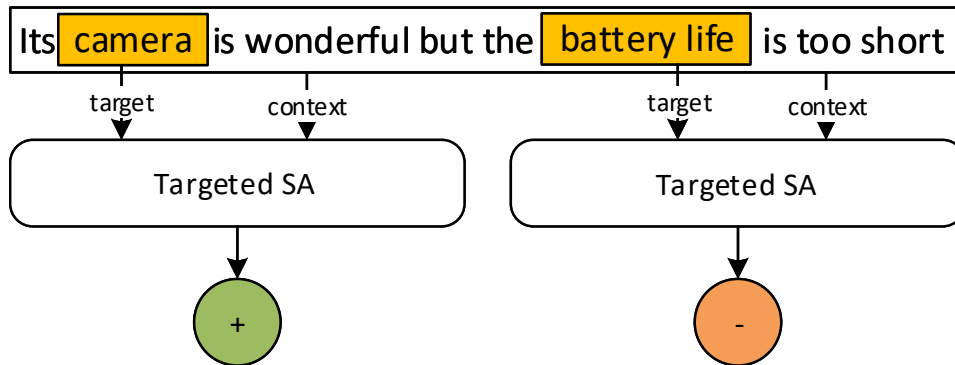 Its camera is wonderful but the battery life is too short
target context target context
Targeted SA Targeted SA
+ -